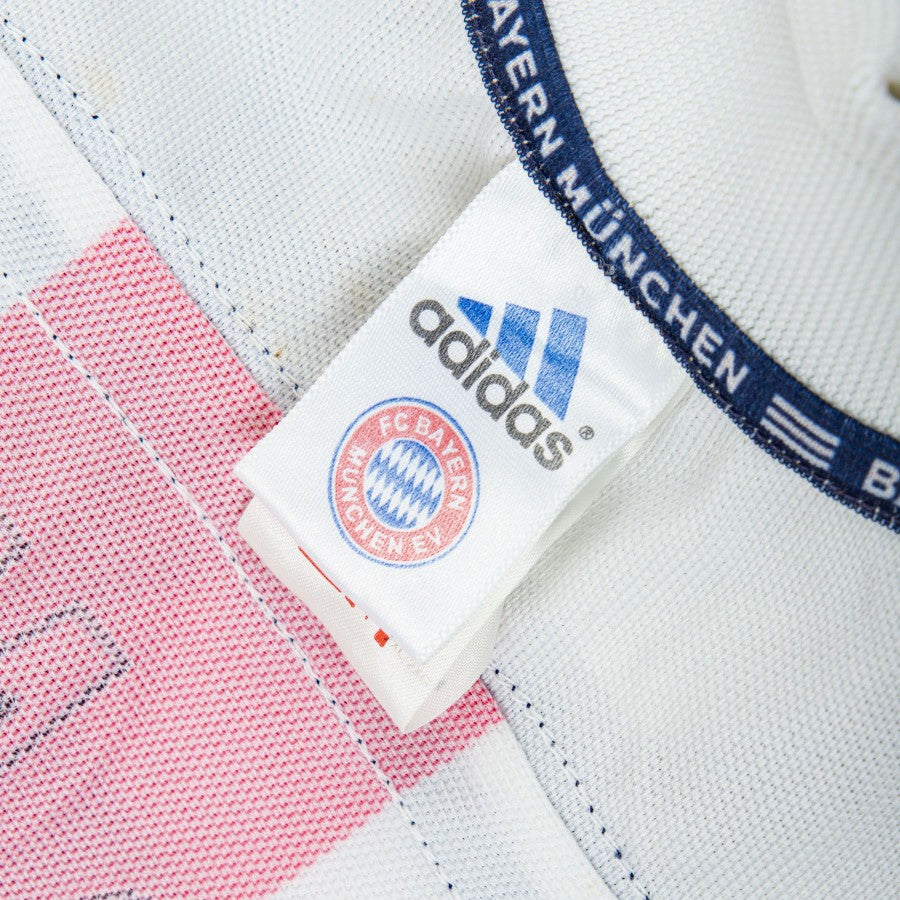 BAYERN MÜNCHEN
adidas®
FC BAYERN
MÜNCHEN EV